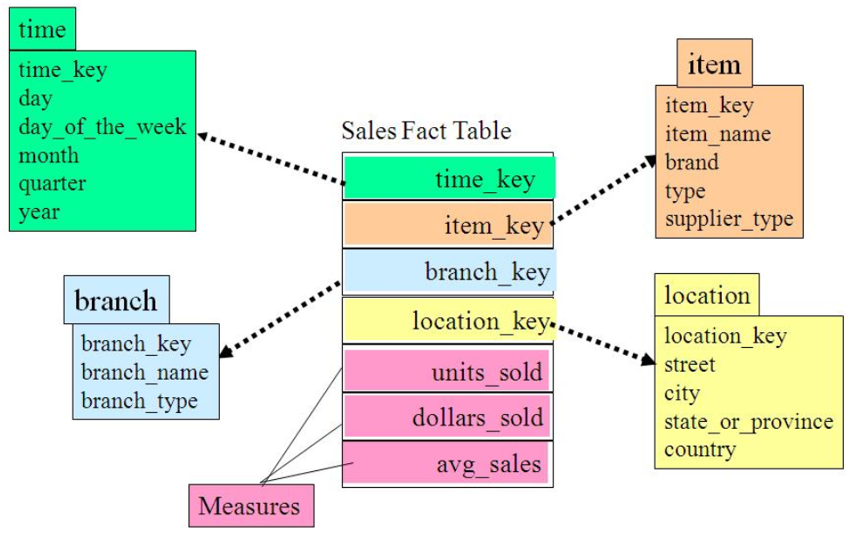 time
time_key
day
day_of_the_week
month
quarter
year
item
item_key
item_name
brand
type
supplier_type
Sales Fact Table
time_key
item_key
branch_key
location_key
units_sold
dollars_sold
avg_sales
branch
branch_key
branch_name
branch_type
location
location_key
street
city
state_or_province
country
Measures